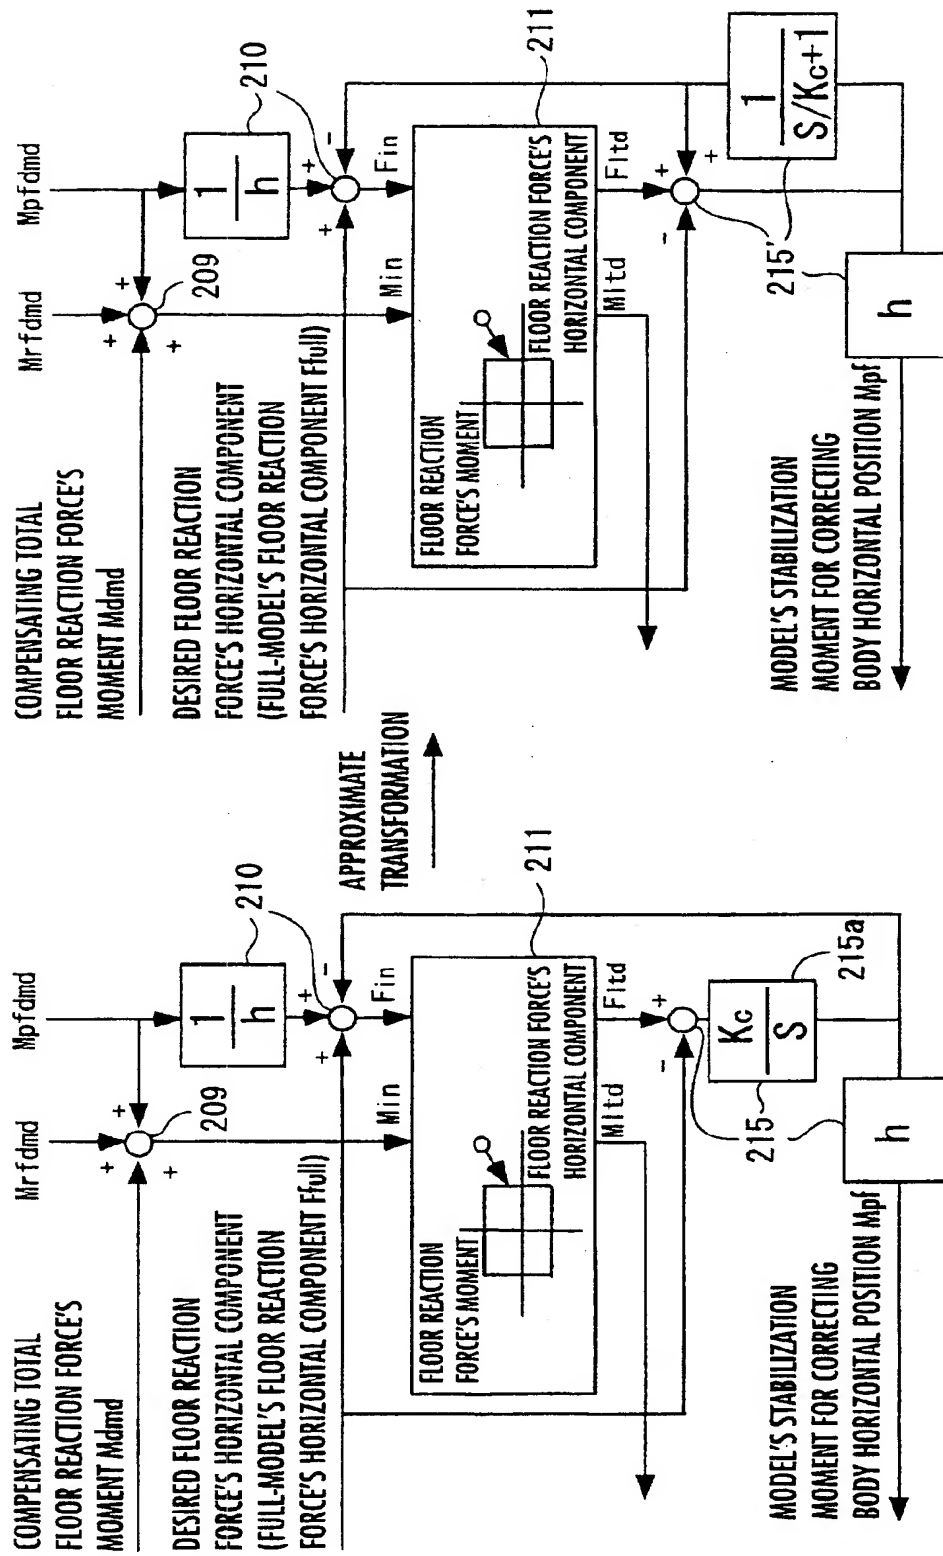 COMPENSATING TOTAL
FLOOR REACTION FORCE'S
MOMENT Mdmd
Mrfdmd
Mpfdmd
+
+
+
209
1
h
210
DESIRED FLOOR REACTION
FORCE'S HORIZONTAL COMPONENT
(FULL-MODEL'S FLOOR REACTION
FORCE'S HORIZONTAL COMPONENT Ffull)
+
+
-
Min
Fin
FLOOR REACTION
FORCE'S MOMENT
FLOOR REACTION FORCE'S
HORIZONTAL COMPONENT
211
Mltd
Fltd
-
+
Kc
S
215a
215
h
MODEL'S STABILIZATION
MOMENT FOR CORRECTING
BODY HORIZONTAL POSITION Mpf
APPROXIMATE
TRANSFORMATION
COMPENSATING TOTAL
FLOOR REACTION FORCE'S
MOMENT Mdmd
Mrfdmd
Mpfdmd
+
+
+
209
1
h
210
DESIRED FLOOR REACTION
FORCE'S HORIZONTAL COMPONENT
(FULL-MODEL'S FLOOR REACTION
FORCE'S HORIZONTAL COMPONENT Ffull)
+
+
-
Min
Fin
FLOOR REACTION
FORCE'S MOMENT
FLOOR REACTION FORCE'S
HORIZONTAL COMPONENT
211
Mltd
Fltd
-
+
+
1
S/Kc+1
215'
h
MODEL'S STABILIZATION
MOMENT FOR CORRECTING
BODY HORIZONTAL POSITION Mpf